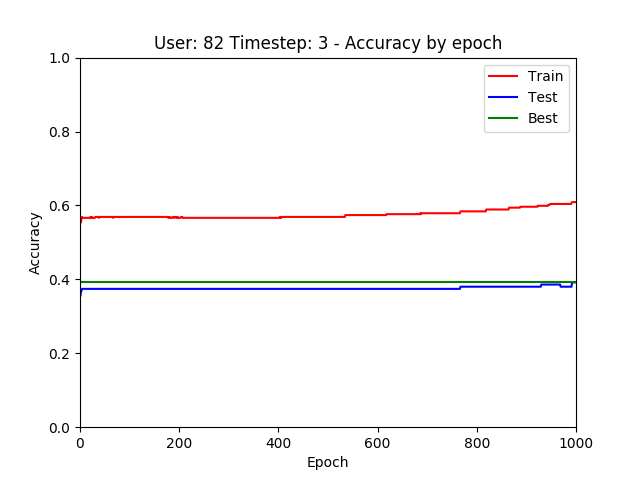 User: 82 Timestep: 3 - Accuracy by epoch
1.0
0.8
0.6
0.4
0.2
0.0
Accuracy
Train
Test
Best
0 200 400 600 800 1000
Epoch